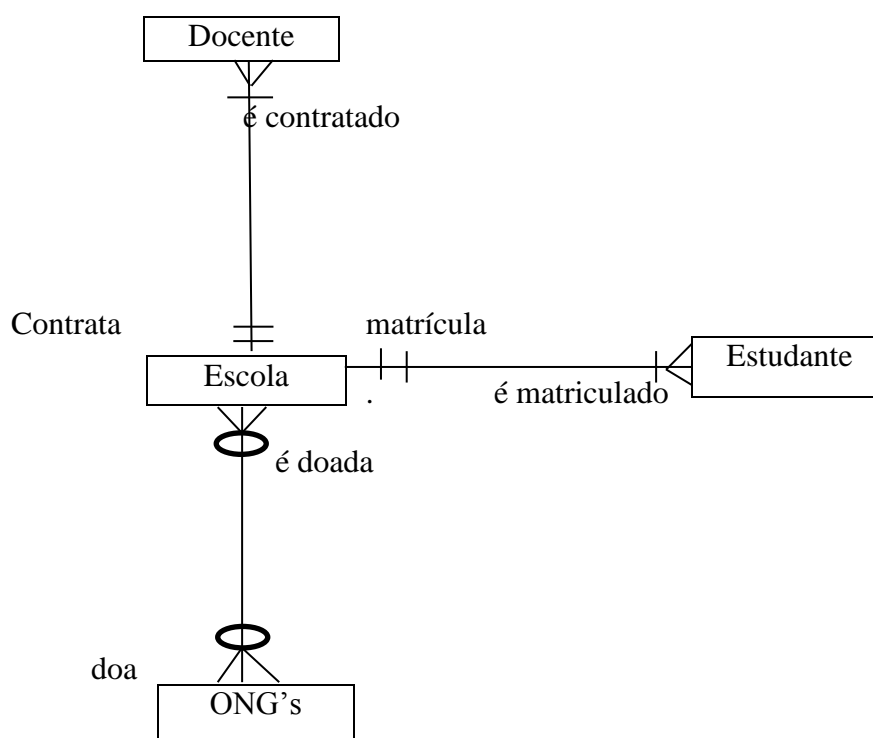 Docente
é contratado
Contrata
matrícula
Escola
Estudante
.
é matriculado
é doada
doa
ONG’s